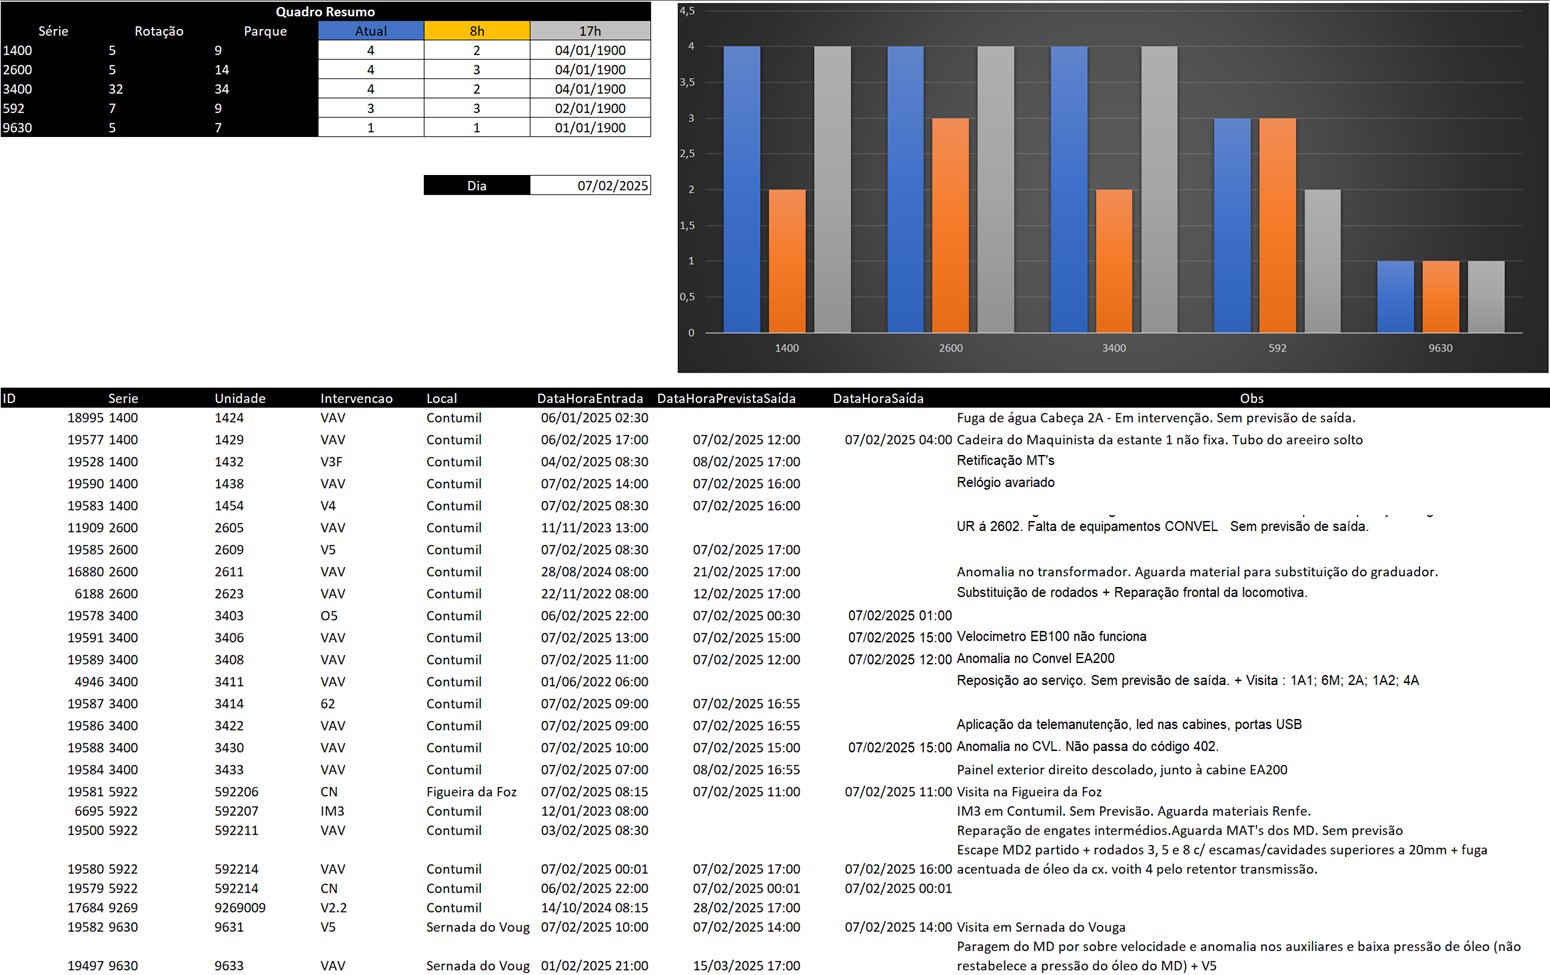 Quadro Resumo
Série Rotação Parque Atual 8h 17h
1400 5 9 4 2 04/01/1900
2600 5 14 4 3 04/01/1900
3400 32 34 4 2 04/01/1900
592 7 9 3 3 02/01/1900
9630 5 7 1 1 01/01/1900
Dia 07/02/2025
4,5
4
3,5
3
2,5
2
1,5
1
0,5
0
1400 2600 3400 592 9630
ID Serie Unidade Intervencao Local DataHoraEntrada DataHoraPrevistaSaída DataHoraSaída Obs
18995 1400 1424 VAV Contumil 06/01/2025 02:30 Fuga de água Cabeça 2A - Em intervenção. Sem previsão de saída.
19577 1400 1429 VAV Contumil 06/02/2025 17:00 07/02/2025 12:00 07/02/2025 04:00 Cadeira do Maquinista da estante 1 não fixa. Tubo do areeiro solto
19528 1400 1432 V3F Contumil 04/02/2025 08:30 08/02/2025 17:00 Retificação MT's
19590 1400 1438 VAV Contumil 07/02/2025 14:00 07/02/2025 16:00 Relógio avariado
19583 1400 1454 V4 Contumil 07/02/2025 08:30 07/02/2025 16:00
11909 2600 2605 VAV Contumil 11/11/2023 13:00 UR á 2602. Falta de equipamentos CONVEL Sem previsão de saída.
19585 2600 2609 V5 Contumil 07/02/2025 08:30 07/02/2025 17:00
16880 2600 2611 VAV Contumil 28/08/2024 08:00 21/02/2025 17:00 Anomalia no transformador. Aguarda material para substituição do graduador.
6188 2600 2623 VAV Contumil 22/11/2022 08:00 12/02/2025 17:00 Substituição de rodados + Reparação frontal da locomotiva.
19578 3400 3403 O5 Contumil 06/02/2025 22:00 07/02/2025 00:30 07/02/2025 01:00
19591 3400 3406 VAV Contumil 07/02/2025 13:00 07/02/2025 15:00 07/02/2025 15:00 Velocimetro EB100 não funciona
19589 3400 3408 VAV Contumil 07/02/2025 11:00 07/02/2025 12:00 07/02/2025 12:00 Anomalia no Convel EA200
4946 3400 3411 VAV Contumil 01/06/2022 06:00 Reposição ao serviço. Sem previsão de saída. + Visita : 1A1; 6M; 2A; 1A2; 4A
19587 3400 3414 62 Contumil 07/02/2025 09:00 07/02/2025 16:55
19586 3400 3422 VAV Contumil 07/02/2025 09:00 07/02/2025 16:55 Aplicação da telemanutenção, led nas cabines, portas USB
19588 3400 3430 VAV Contumil 07/02/2025 10:00 07/02/2025 15:00 07/02/2025 15:00 Anomalia no CVL. Não passa do código 402.
19584 3400 3433 VAV Contumil 07/02/2025 07:00 08/02/2025 16:55 Painel exterior direito descolado, junto à cabine EA200
19581 5922 592206 CN Figueira da Foz 07/02/2025 08:15 07/02/2025 11:00 07/02/2025 11:00 Visita na Figueira da Foz
6695 5922 592207 IM3 Contumil 12/01/2023 08:00 IM3 em Contumil. Sem Previsão. Aguarda materiais Renfe.
19500 5922 592211 VAV Contumil 03/02/2025 08:30 Reparação de engates intermédios.Aguarda MAT's dos MD. Sem previsão
Escape MD2 partido + rodados 3, 5 e 8 c/ escamas/cavidades superiores a 20mm + fuga
19580 5922 592214 VAV Contumil 07/02/2025 00:01 07/02/2025 17:00 07/02/2025 16:00 acentuada de óleo da cx. voith 4 pelo retentor transmissão.
19579 5922 592214 CN Contumil 06/02/2025 22:00 07/02/2025 00:01 07/02/2025 00:01
17684 9269 9269009 V2.2 Contumil 14/10/2024 08:15 28/02/2025 17:00
19582 9630 9631 V5 Sernada do Voug 07/02/2025 10:00 07/02/2025 14:00 07/02/2025 14:00 Visita em Sernada do Vouga
Paragem do MD por sobre velocidade e anomalia nos auxiliares e baixa pressão de óleo (não
19497 9630 9633 VAV Sernada do Voug 01/02/2025 21:00 15/03/2025 17:00 restabelece a pressão do óleo do MD) + V5